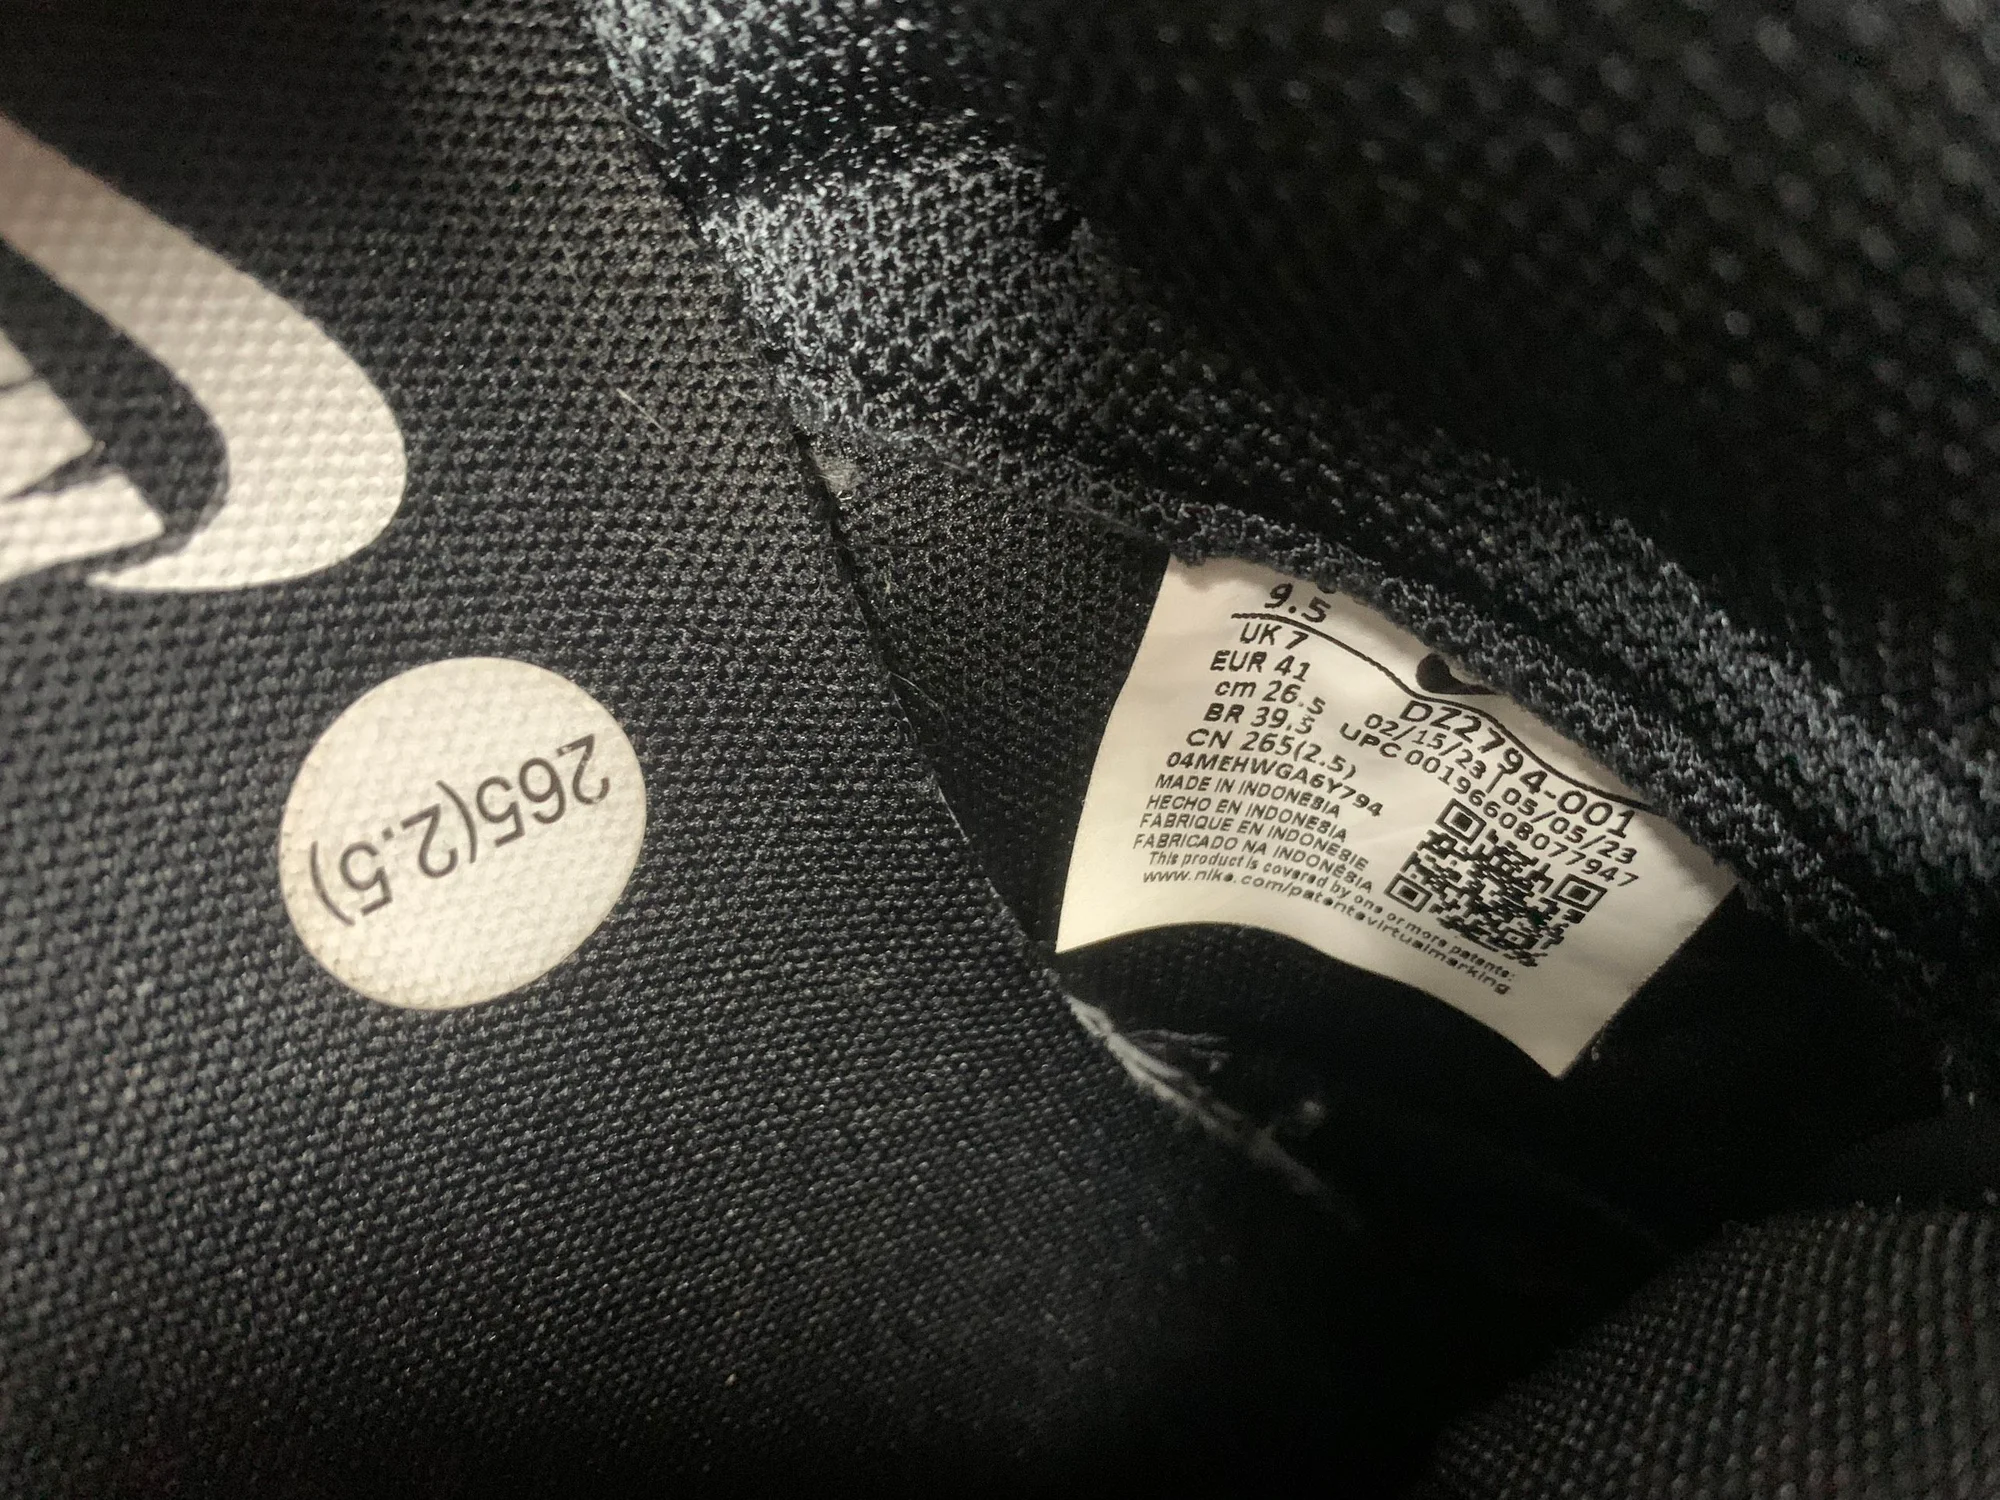 265(2.5)
9.5
UK 7
EUR 41
cm 26.5
BR 39.5
CN 265(2.5)
04MEHWGA6Y794
MADE IN INDONESIA
HECHO EN INDONESIA
FABRIQUE EN INDONESIE
FABRICADO NA INDONÉSIA
This product is covered by one or more patents:
www.nike.com/patentsvirtualmarking
DZ2794-001
02/15/23 | 05/05/23
UPC 00196608077947